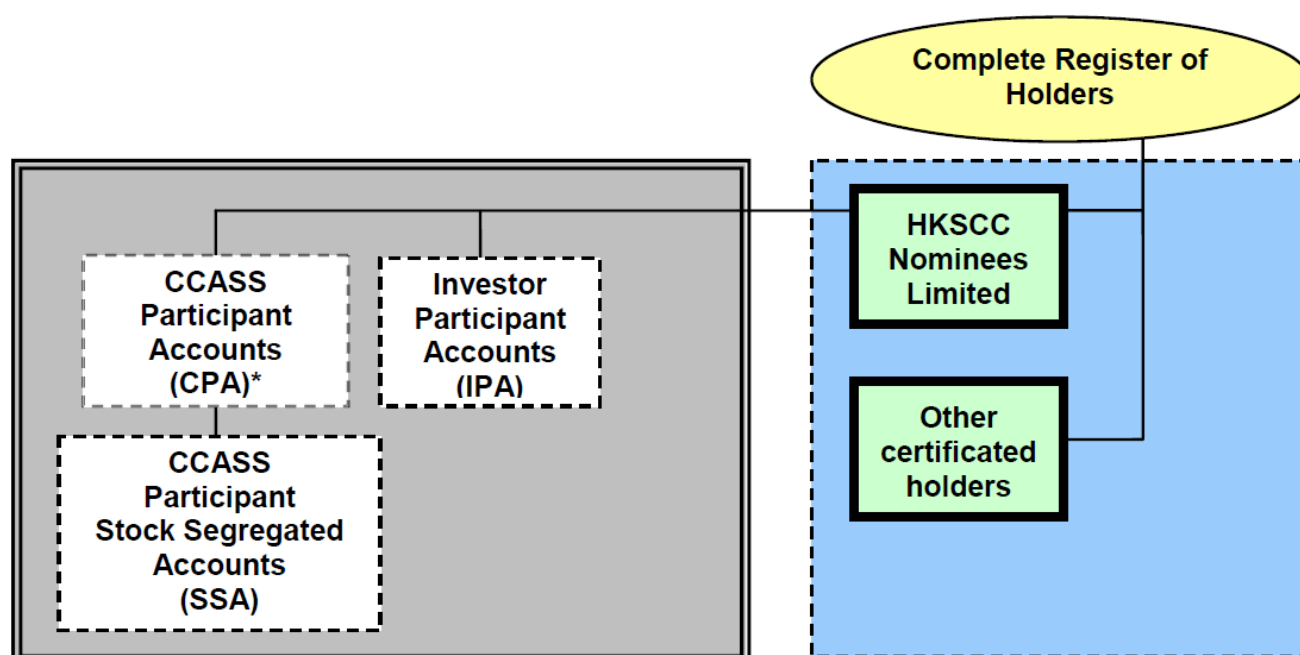 Complete Register of
Holders
HKSCC
Nominees
Limited
CCASS
Participant
Accounts
(CPA)*
Investor
Participant
Accounts
(IPA)
Other
certificated
holders
CCASS
Participant
Stock Segregated
Accounts
(SSA)